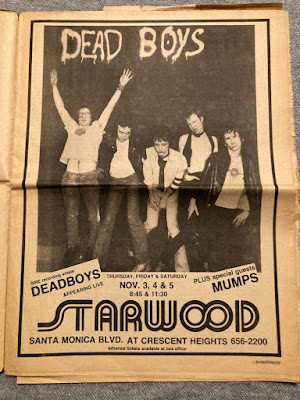 DEAD BOYS
SIRE recording artists
DEADBOYS
APPEARING LIVE
THURSDAY, FRIDAY & SATURDAY
NOV. 3, 4 & 5
8:45 & 11:30
PLUS special guests
MUMPS
STARWOOD
SANTA MONICA BLVD. AT CRESCENT HEIGHTS 656-2200
advance tickets available at box office